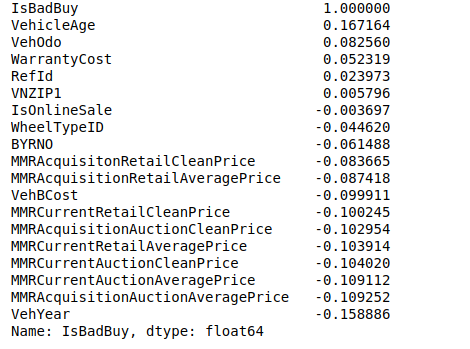 IsBadBuy 1.000000
VehicleAge 0.167164
VehOdo 0.082560
WarrantyCost 0.052319
RefId 0.023973
VNZIP1 0.005796
IsOnlineSale -0.003697
WheelTypeID -0.044620
BYRNO -0.061488
MMRAcquisitonRetailCleanPrice -0.083665
MMRAcquisitionRetailAveragePrice -0.087418
VehBCost -0.099911
MMRCurrentRetailCleanPrice -0.100245
MMRAcquisitionAuctionCleanPrice -0.102954
MMRCurrentRetailAveragePrice -0.103914
MMRCurrentAuctionCleanPrice -0.104020
MMRCurrentAuctionAveragePrice -0.109112
MMRAcquisitionAuctionAveragePrice -0.109252
VehYear -0.158886
Name: IsBadBuy, dtype: float64